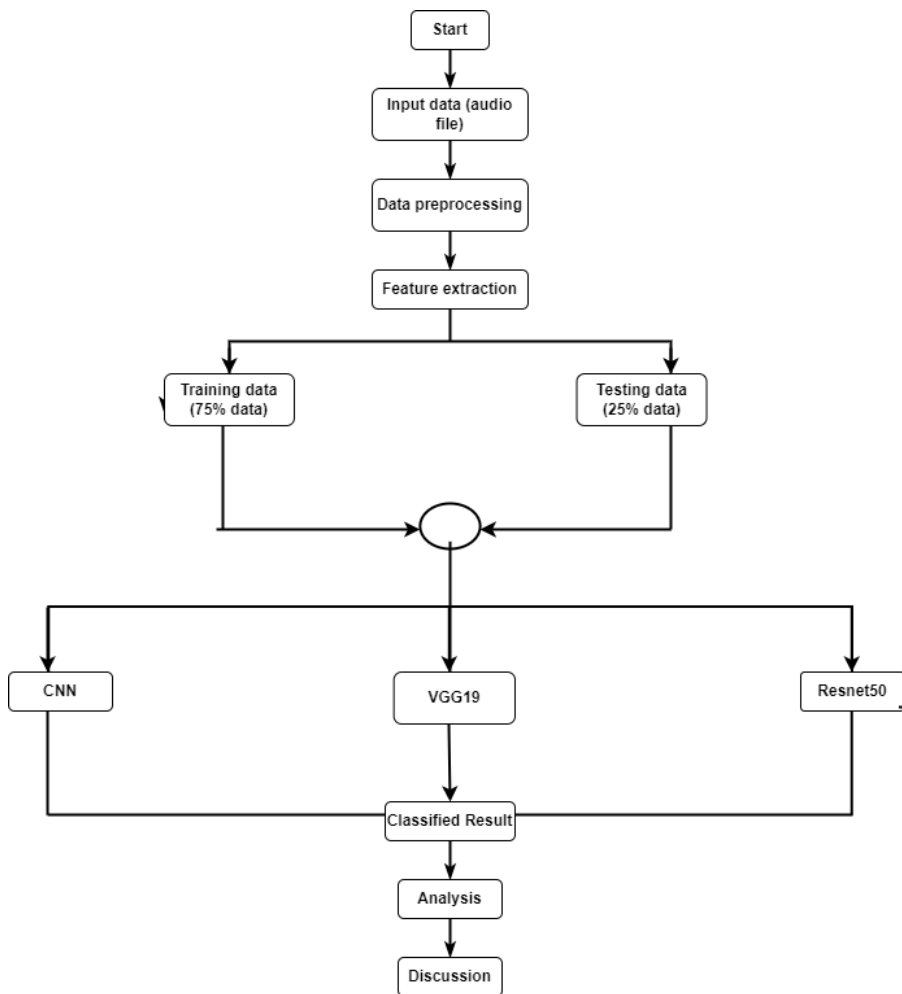 Start
Input data (audio
file)
Data preprocessing
Feature extraction
Training data
(75% data)
Testing data
(25% data)
CNN
VGG19
Resnet50
Classified Result
Analysis
Discussion